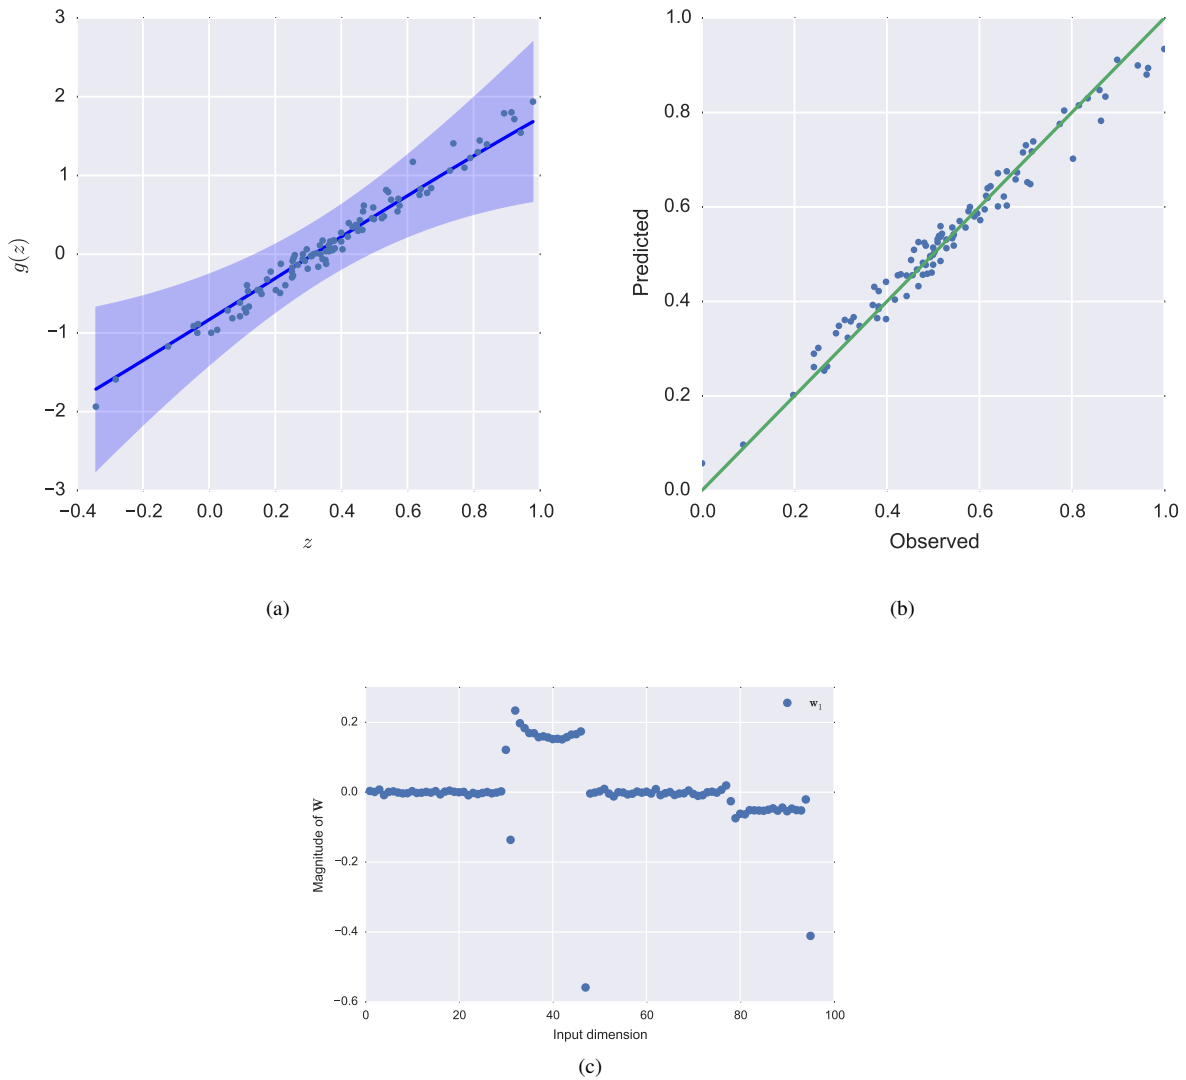 3
2
1
0
−1
−2
−3
g(z)
−0.4 −0.2 0.0 0.2 0.4 0.6 0.8 1.0
z
(a)
1.0
0.8
0.6
0.4
0.2
0.0
Predicted
0.0 0.2 0.4 0.6 0.8 1.0
Observed
(b)
w₁
0.2
0.0
−0.2
−0.4
−0.6
Magnitude of W
0 20 40 60 80 100
Input dimension
(c)